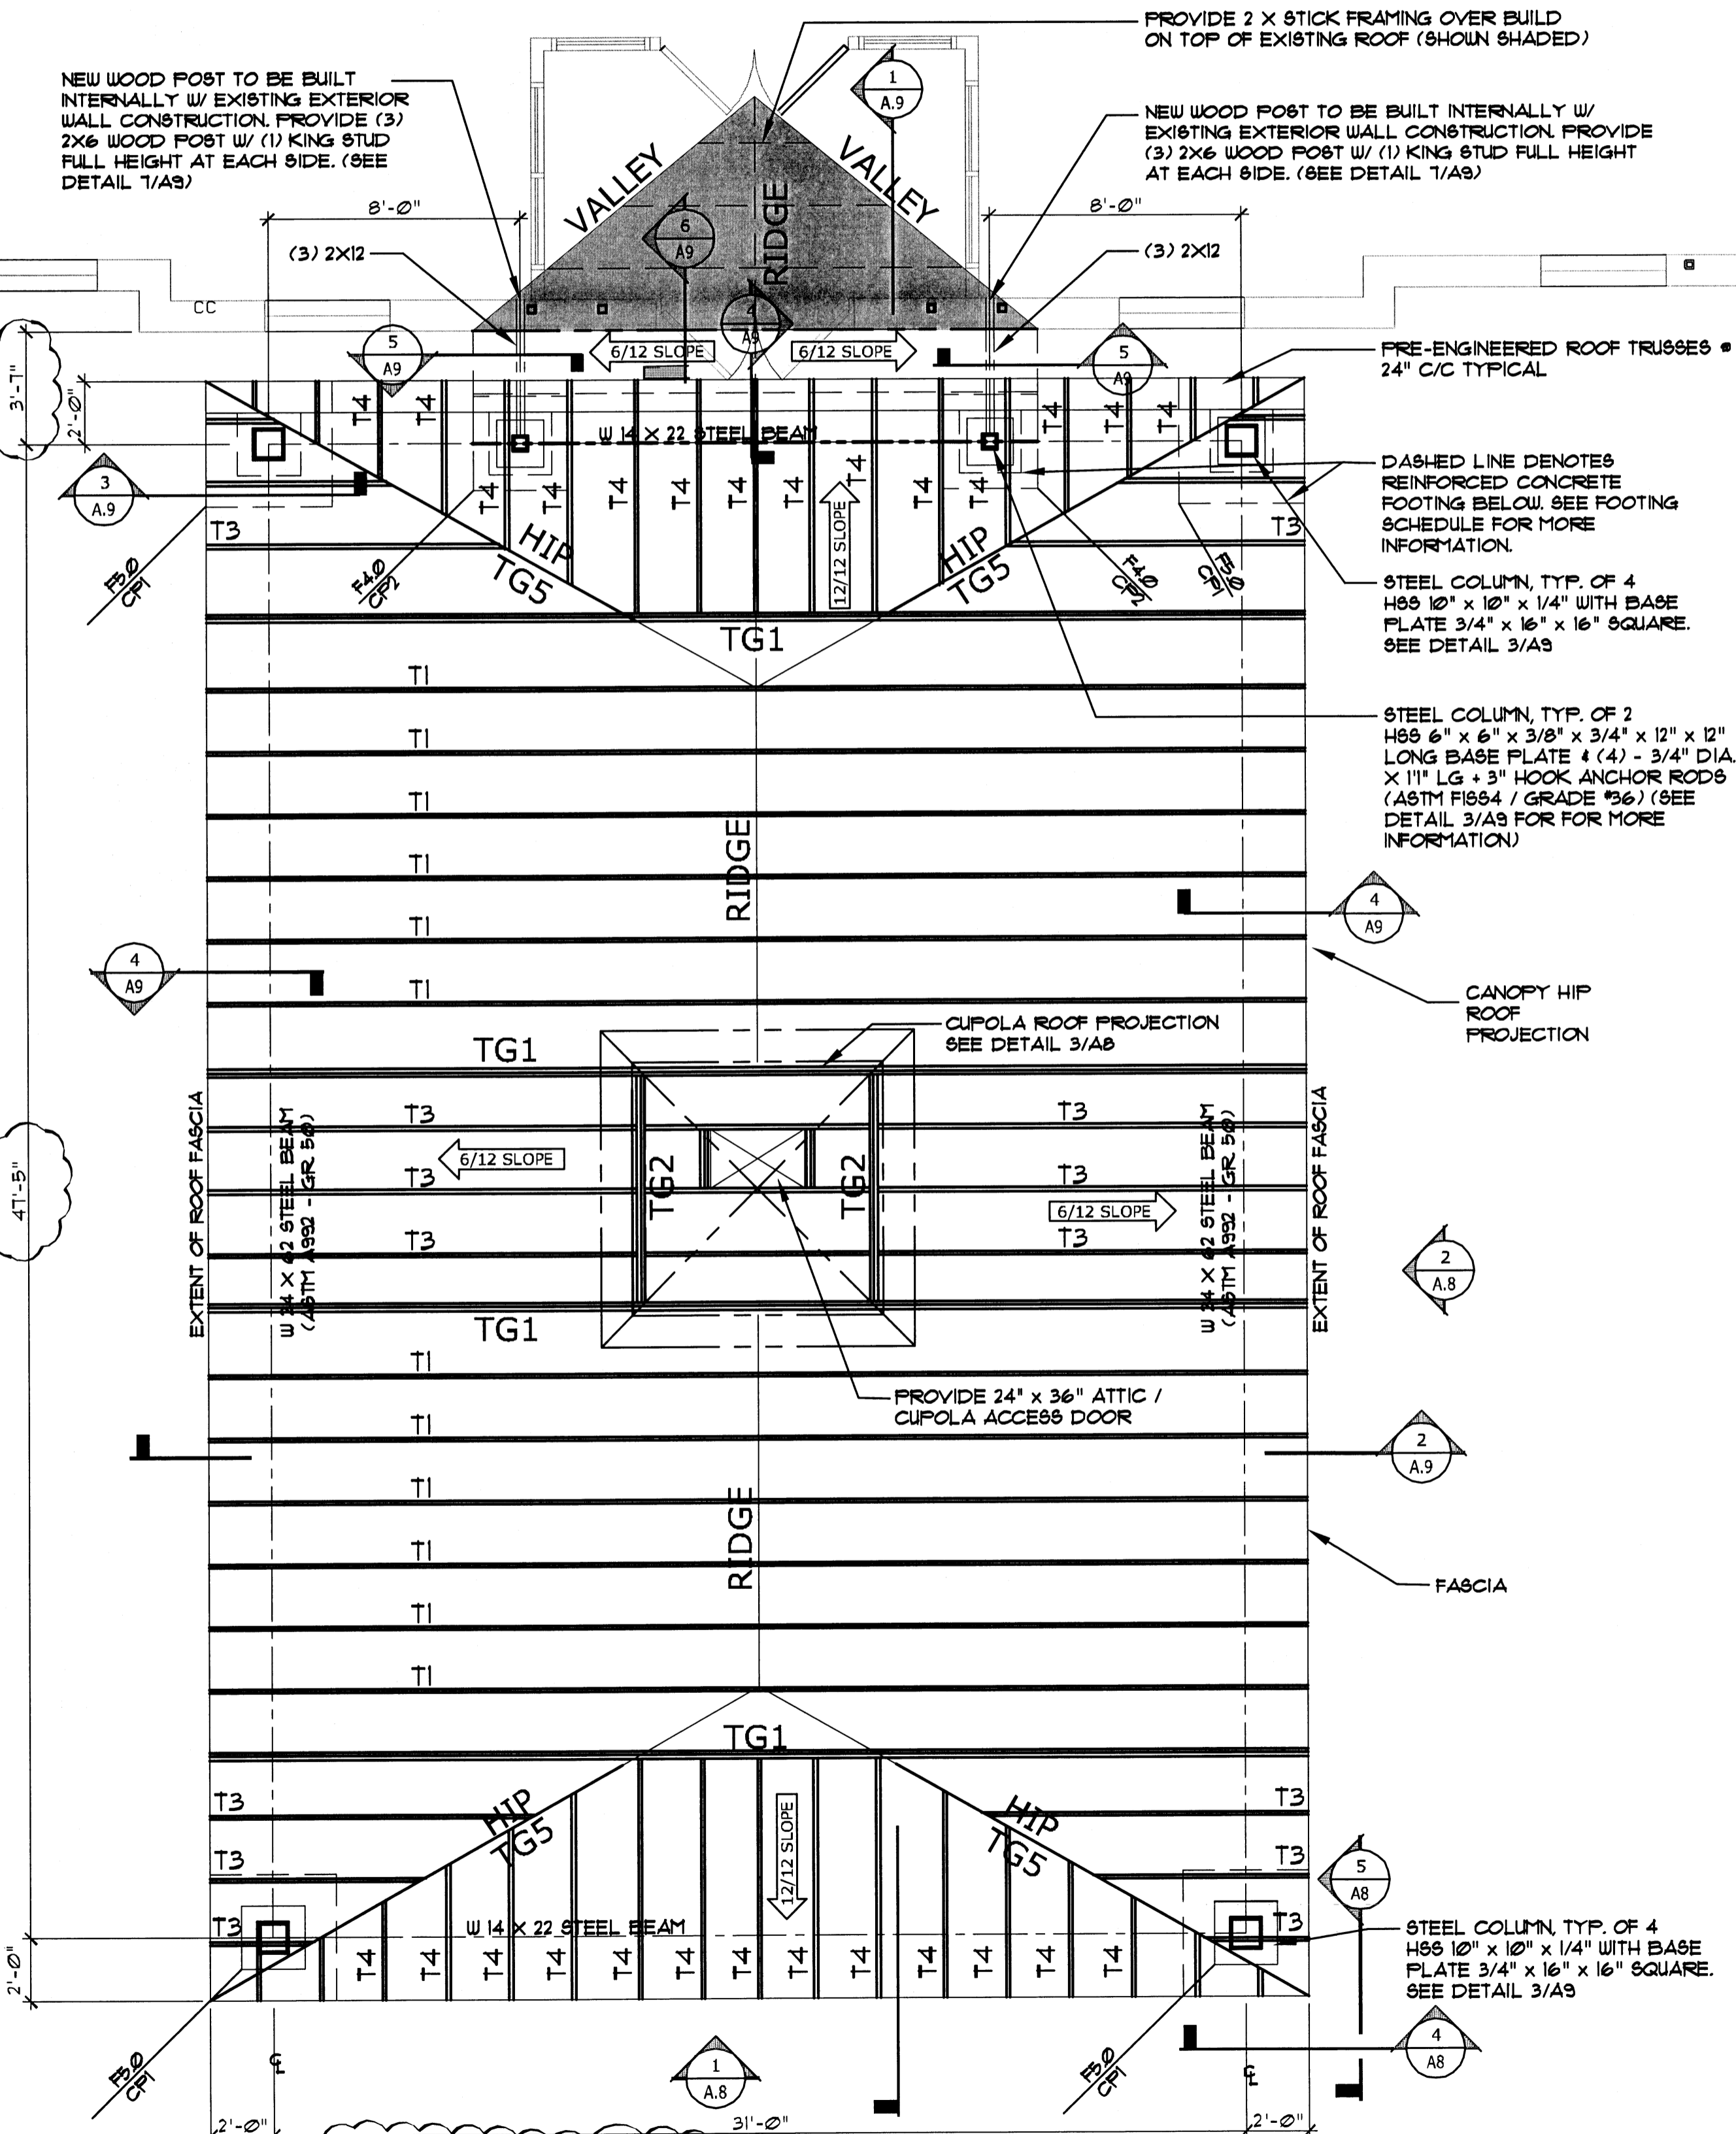 PROVIDE 2 X STICK FRAMING OVER BUILD
ON TOP OF EXISTING ROOF (SHOWN SHADED)
NEW WOOD POST TO BE BUILT
INTERNALLY W/ EXISTING EXTERIOR
WALL CONSTRUCTION. PROVIDE (3)
2X6 WOOD POST W/ (1) KING STUD
FULL HEIGHT AT EACH SIDE. (SEE
DETAIL 7/A9)
1
A.9
NEW WOOD POST TO BE BUILT INTERNALLY W/
EXISTING EXTERIOR WALL CONSTRUCTION. PROVIDE
(3) 2X6 WOOD POST W/ (1) KING STUD FULL HEIGHT
AT EACH SIDE. (SEE DETAIL 7/A9)
VALLEY
VALLEY
RIDGE
8'-0"
8'-0"
6
A9
(3) 2X12
(3) 2X12
CC
4
A9
5
A9
6/12 SLOPE
6/12 SLOPE
5
A9
PRE-ENGINEERED ROOF TRUSSES @
24" C/C TYPICAL
3'-7"
2'-0"
T4
T4
T4
T4
T4
W 14 X 22 STEEL BEAM
T4
T4
T4
T4
T4
T4
T4
T4
3
A.9
DASHED LINE DENOTES
REINFORCED CONCRETE
FOOTING BELOW. SEE FOOTING
SCHEDULE FOR MORE
INFORMATION.
T3
T3
12/12 SLOPE
HIP
TG5
HIP
TG5
F5.0
CP1
F4.0
CP2
F4.0
CP2
F5.0
CP1
STEEL COLUMN, TYP. OF 4
HSS 10" x 10" x 1/4" WITH BASE
PLATE 3/4" x 16" x 16" SQUARE.
SEE DETAIL 3/A9
TG1
T1
STEEL COLUMN, TYP. OF 2
HSS 6" x 6" x 3/8" x 3/4" x 12" x 12"
LONG BASE PLATE & (4) - 3/4" DIA.
X 1'1" LG + 3" HOOK ANCHOR RODS
(ASTM F1554 / GRADE #36) (SEE
DETAIL 3/A9 FOR FOR MORE
INFORMATION)
T1
T1
T1
RIDGE
T1
4
A9
4
A9
T1
CANOPY HIP
ROOF
PROJECTION
CUPOLA ROOF PROJECTION
SEE DETAIL 3/A8
TG1
T3
T3
6/12 SLOPE
T3
T3
TG2
TG2
6/12 SLOPE
T3
T3
EXTENT OF ROOF FASCIA
W 24 X 62 STEEL BEAM
(ASTM A992 - GR 50)
W 24 X 62 STEEL BEAM
(ASTM A992 - GR 50)
EXTENT OF ROOF FASCIA
47'-5"
2
A.8
TG1
T1
PROVIDE 24" x 36" ATTIC /
CUPOLA ACCESS DOOR
T1
2
A.9
T1
T1
RIDGE
FASCIA
T1
T1
TG1
T3
T3
HIP
TG5
HIP
TG5
12/12 SLOPE
T3
T3
5
A8
T3
T3
W 14 X 22 STEEL BEAM
T4
T4
T4
T4
T4
T4
T4
T4
T4
T4
T4
T4
T4
STEEL COLUMN, TYP. OF 4
HSS 10" x 10" x 1/4" WITH BASE
PLATE 3/4" x 16" x 16" SQUARE.
SEE DETAIL 3/A9
2'-0"
F5.0
CP1
F5.0
CP1
1
A.8
4
A8
2'-0"
31'-0"
2'-0"